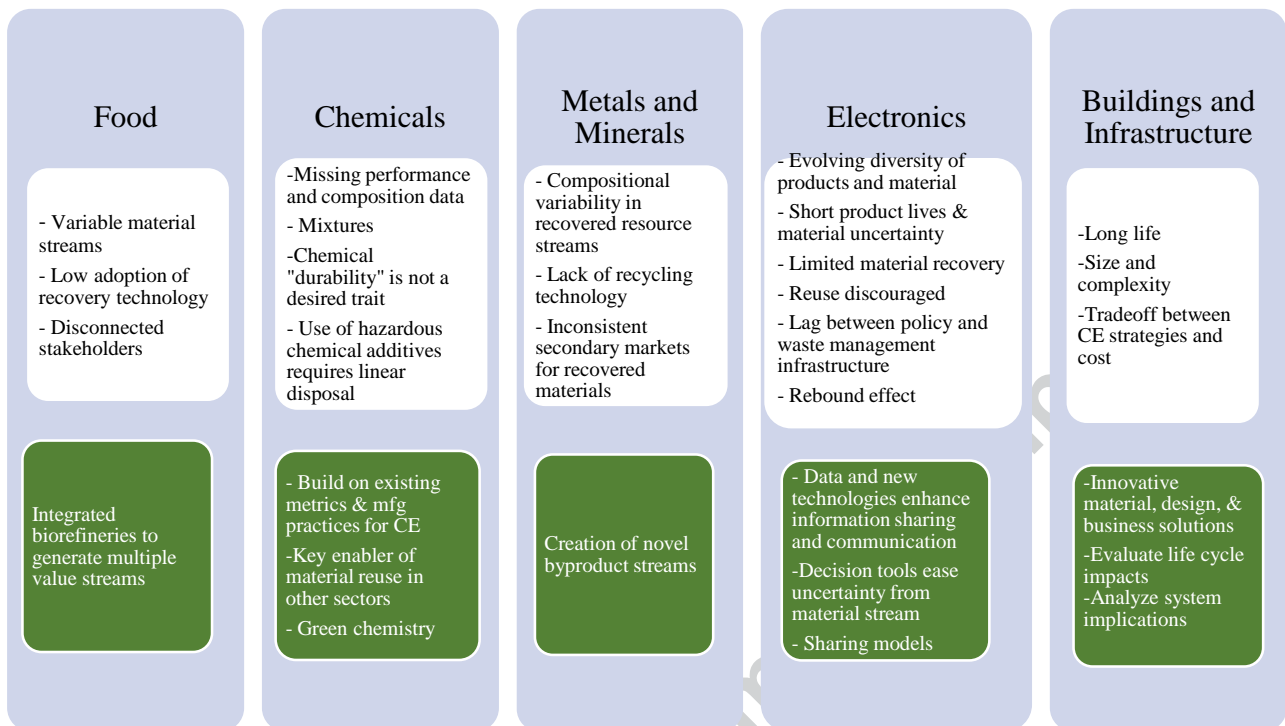 Food
- Variable material
streams
- Low adoption of
recovery technology
- Disconnected
stakeholders
Integrated
biorefineries to
generate multiple
value streams
Chemicals
-Missing performance
and composition data
- Mixtures
-Chemical
"durability" is not a
desired trait
- Use of hazardous
chemical additives
requires linear
disposal
- Build on existing
metrics & mfg
practices for CE
-Key enabler of
material reuse in
other sectors
- Green chemistry
Metals and
Minerals
- Compositional
variability in
recovered resource
streams
- Lack of recycling
technology
- Inconsistent
secondary markets
for recovered
materials
Creation of novel
byproduct streams
Electronics
- Evolving diversity of
products and material
- Short product lives &
material uncertainty
- Limited material recovery
- Reuse discouraged
- Lag between policy and
waste management
infrastructure
- Rebound effect
- Data and new
technologies enhance
information sharing
and communication
-Decision tools ease
uncertainty from
material stream
- Sharing models
Buildings and
Infrastructure
-Long life
-Size and
complexity
-Tradeoff between
CE strategies and
cost
-Innovative
material, design, &
business solutions
-Evaluate life cycle
impacts
-Analyze system
implications